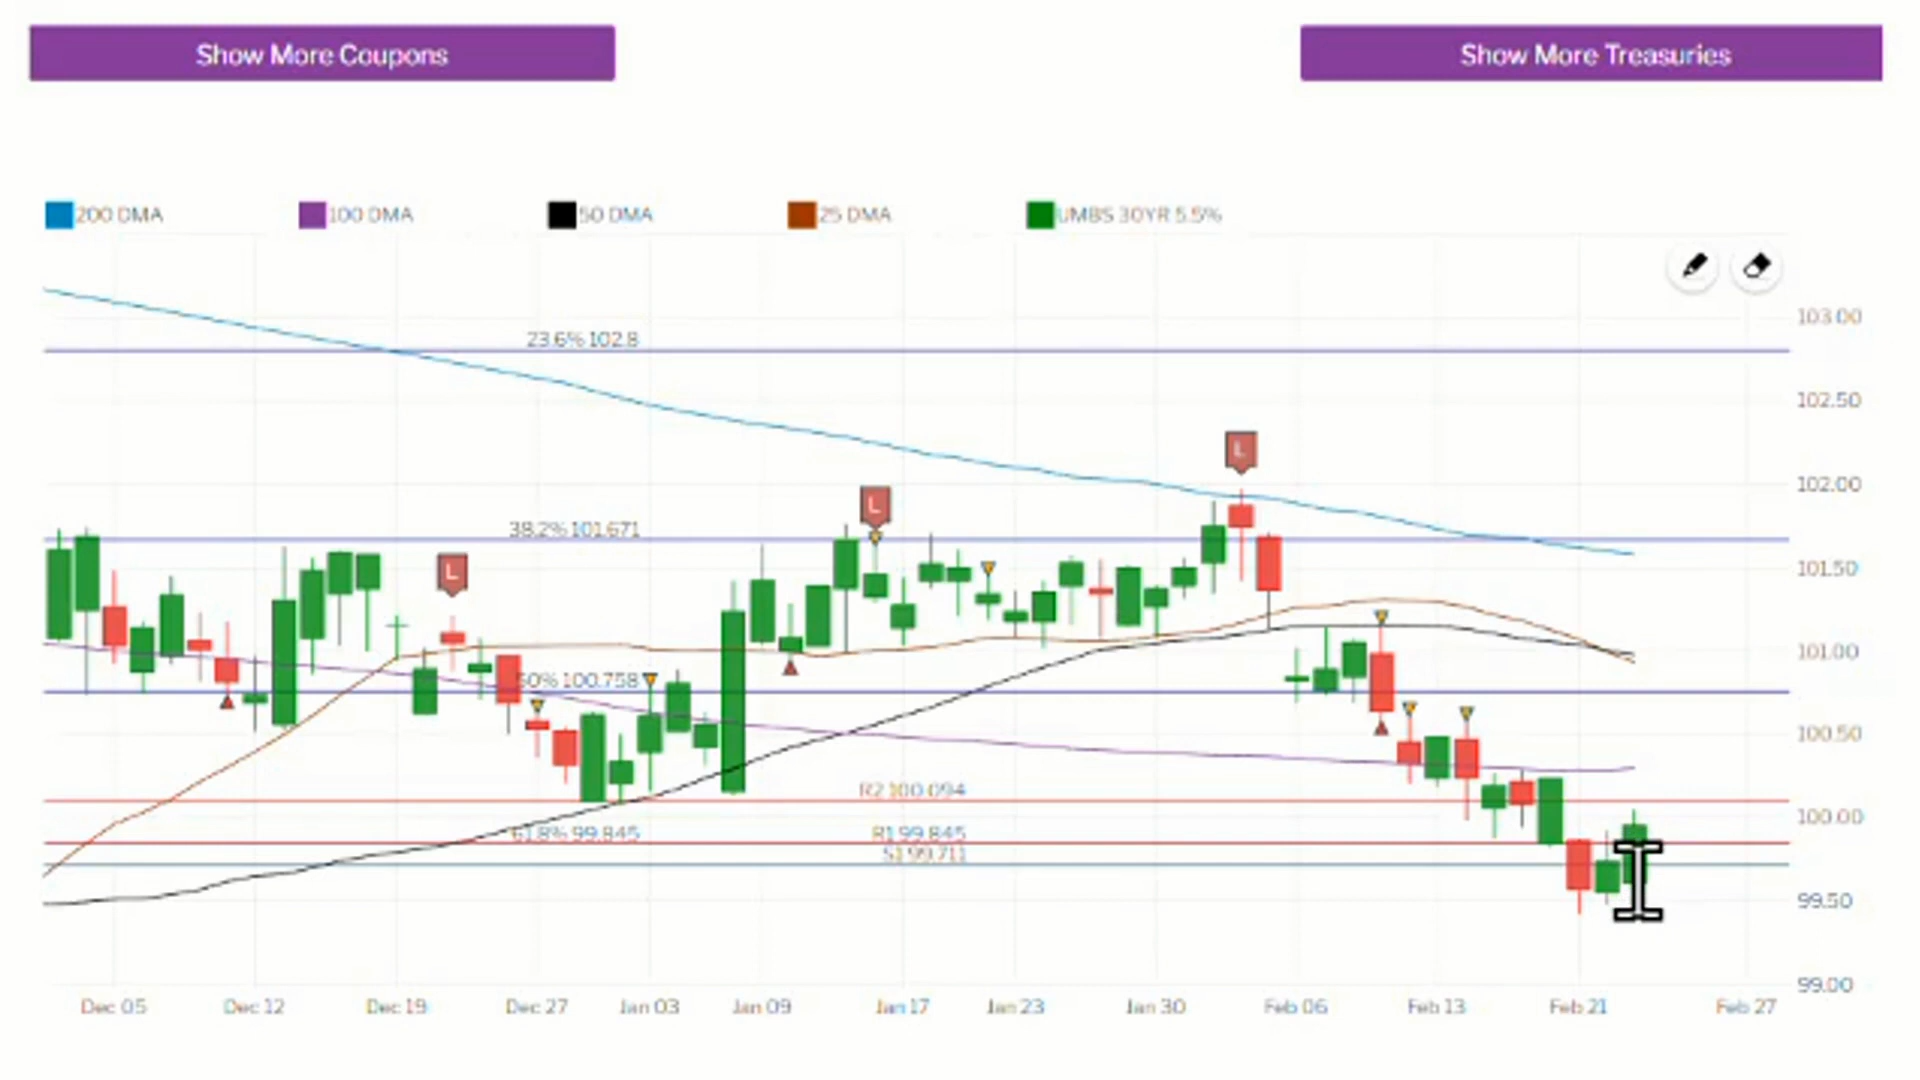 Show More Coupons
Show More Treasuries
200 DMA 100 DMA 50 DMA 25 DMA UMBS 30YR 5.5%
103.00
23.6% 102.8
102.50
L
102.00
L
38.2% 101.671
101.50
L
101.00
50% 100.758
100.50
R2 100.094
100.00
61.8% 99.845 R1 99.845
S1 99.711
99.50
99.00
Dec 05 Dec 12 Dec 19 Dec 27 Jan 03 Jan 09 Jan 17 Jan 23 Jan 30 Feb 06 Feb 13 Feb 21 Feb 27